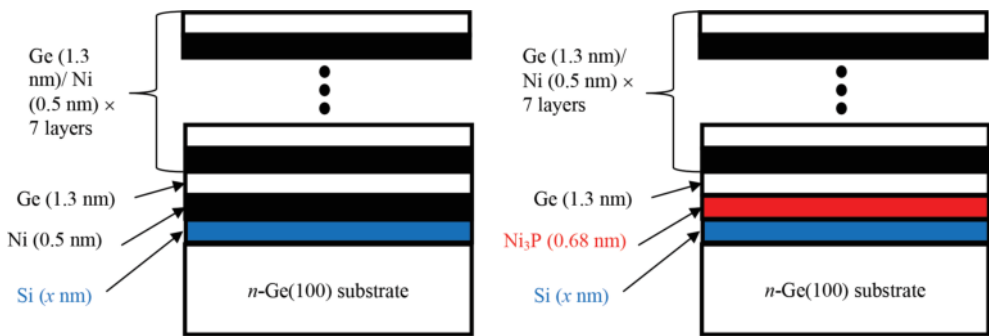 Ge (1.3
nm)/ Ni
(0.5 nm) ×
7 layers
Ge (1.3 nm)
Ni (0.5 nm)
Si (x nm)
n-Ge(100) substrate
Ge (1.3 nm)/
Ni (0.5 nm) ×
7 layers
Ge (1.3 nm)
Ni₃P (0.68 nm)
Si (x nm)
n-Ge(100) substrate